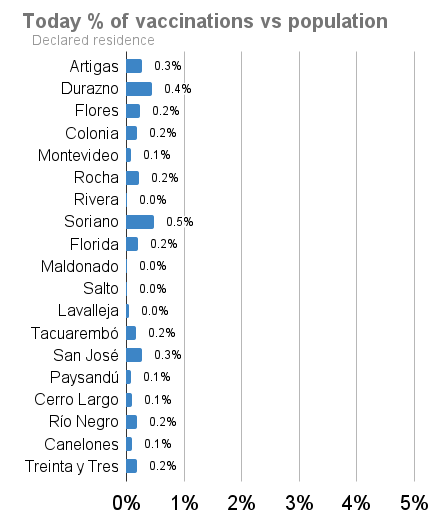 Today % of vaccinations vs population
Declared residence
Artigas 0.3%
Durazno 0.4%
Flores 0.2%
Colonia 0.2%
Montevideo 0.1%
Rocha 0.2%
Rivera 0.0%
Soriano 0.5%
Florida 0.2%
Maldonado 0.0%
Salto 0.0%
Lavalleja 0.0%
Tacuarembó 0.2%
San José 0.3%
Paysandú 0.1%
Cerro Largo 0.1%
Río Negro 0.2%
Canelones 0.1%
Treinta y Tres 0.2%
0% 1% 2% 3% 4% 5%